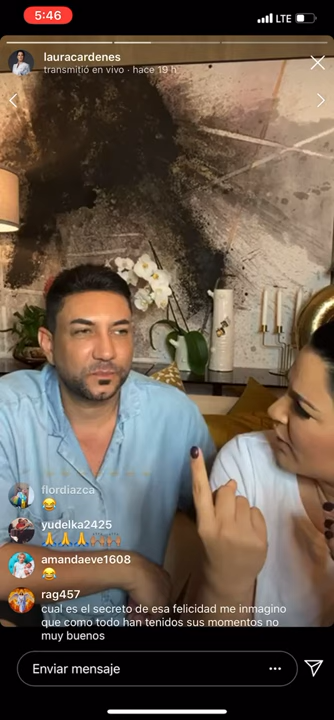 5:46
LTE
lauracardenes
transmitió en vivo · hace 19 h
flordiazca
😂
yudelka2425
amandaeve1608
😂
rag457
cual es el secreto de esa felicidad me inmagino
que como todo han tenidos sus momentos no
muy buenos
Enviar mensaje